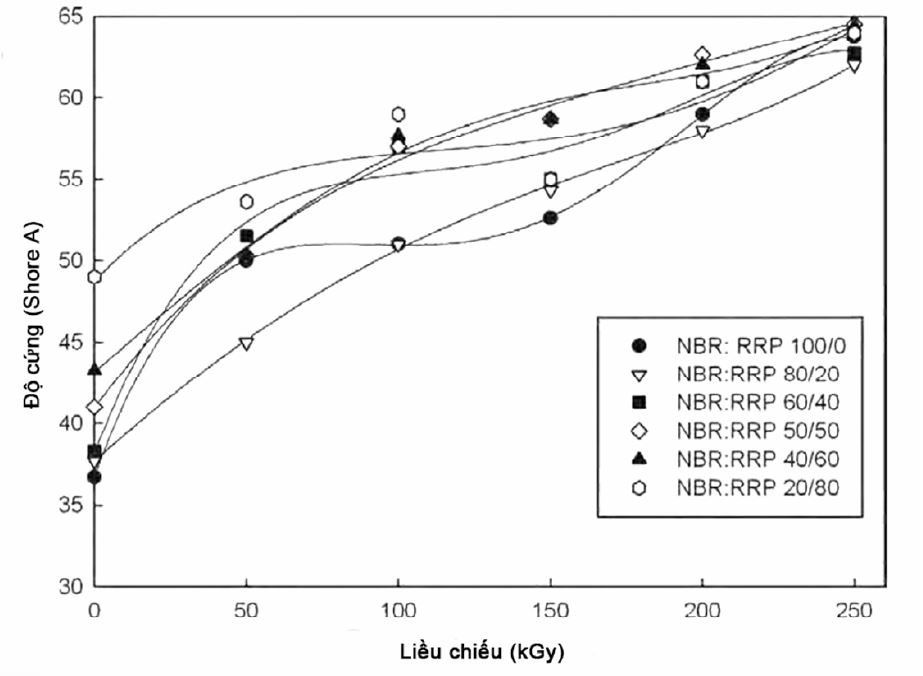 65
60
55
50
45
40
35
30
Độ cứng (Shore A)
0 50 100 150 200 250
Liều chiếu (kGy)
NBR: RRP 100/0
NBR:RRP 80/20
NBR:RRP 60/40
NBR:RRP 50/50
NBR:RRP 40/60
NBR:RRP 20/80